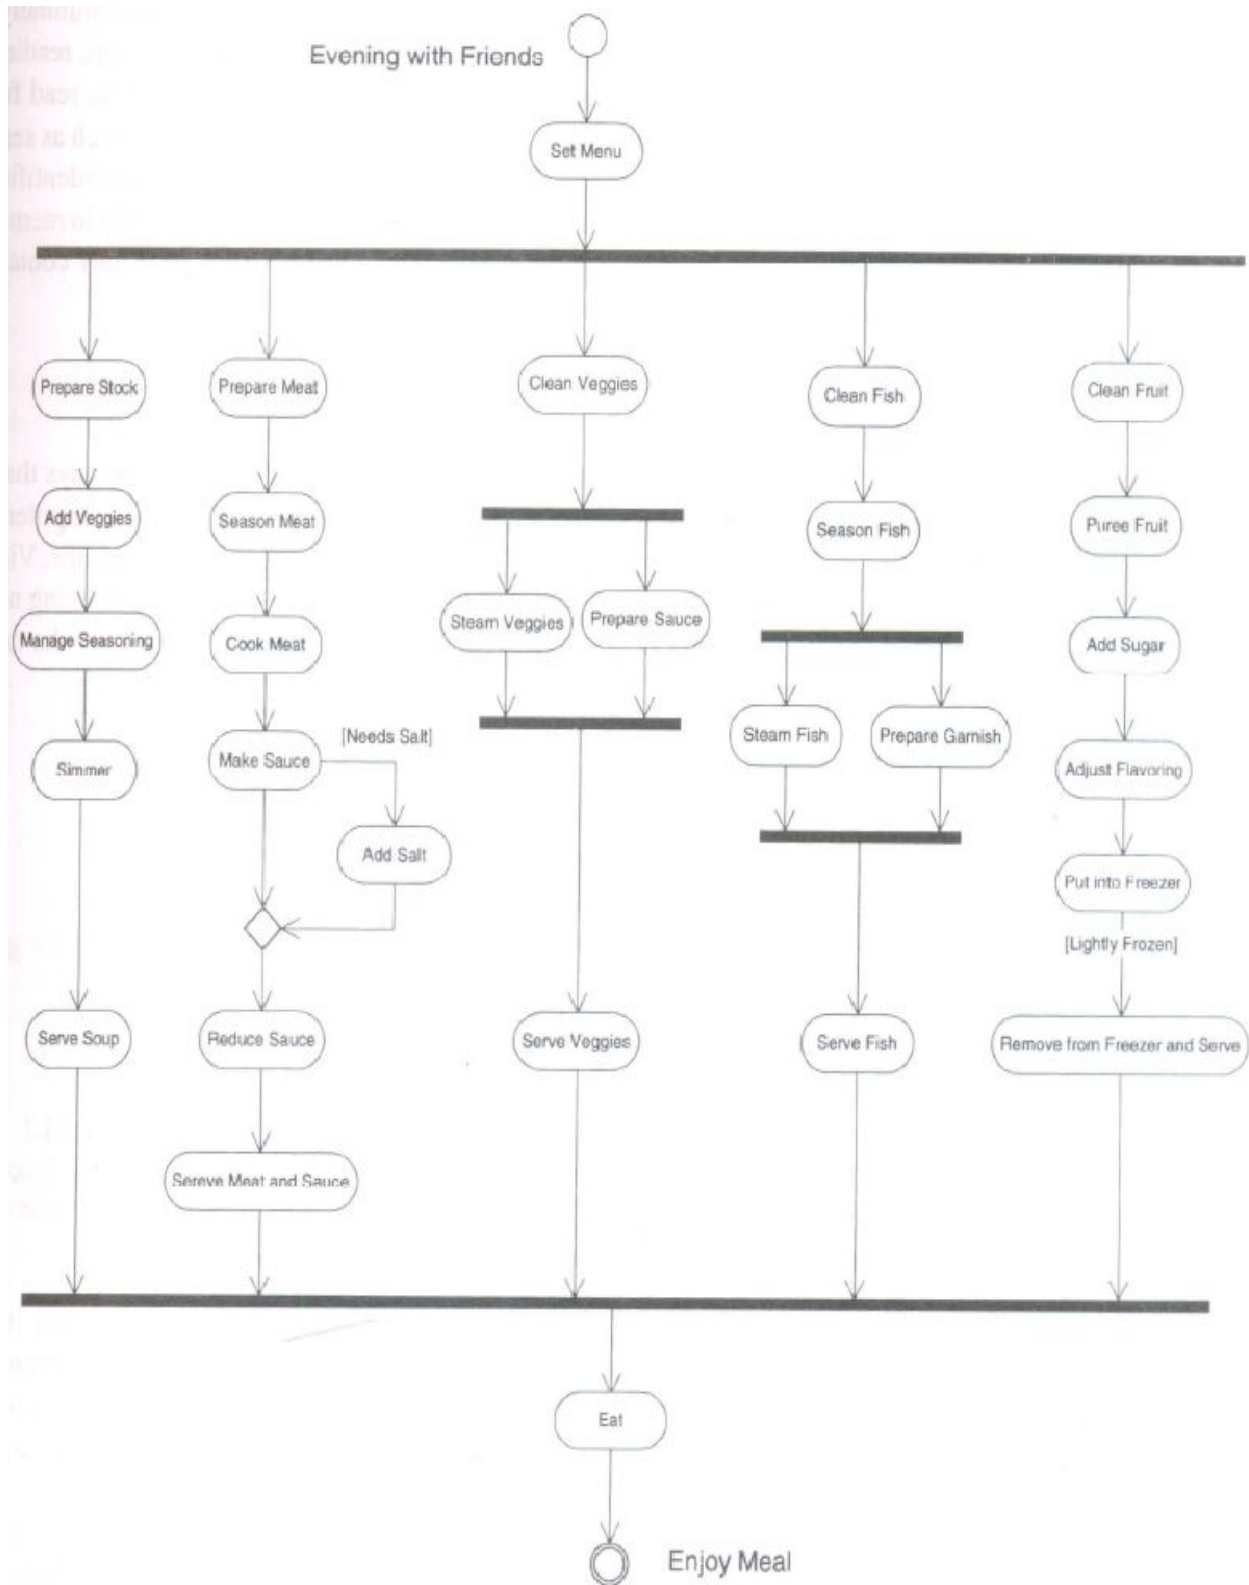 Evening with Friends
Set Menu
Prepare Stock
Prepare Meat
Clean Veggies
Clean Fish
Clean Fruit
Add Veggies
Season Meat
Season Fish
Puree Fruit
Manage Seasoning
Cook Meat
Steam Veggies
Prepare Sauce
Add Sugar
Simmer
Make Sauce
[Needs Salt]
Add Salt
Steam Fish
Prepare Garnish
Adjust Flavoring
Put into Freezer
[Lightly Frozen]
Serve Soup
Reduce Sauce
Serve Veggies
Serve Fish
Remove from Freezer and Serve
Sereve Meat and Sauce
Eat
Enjoy Meal